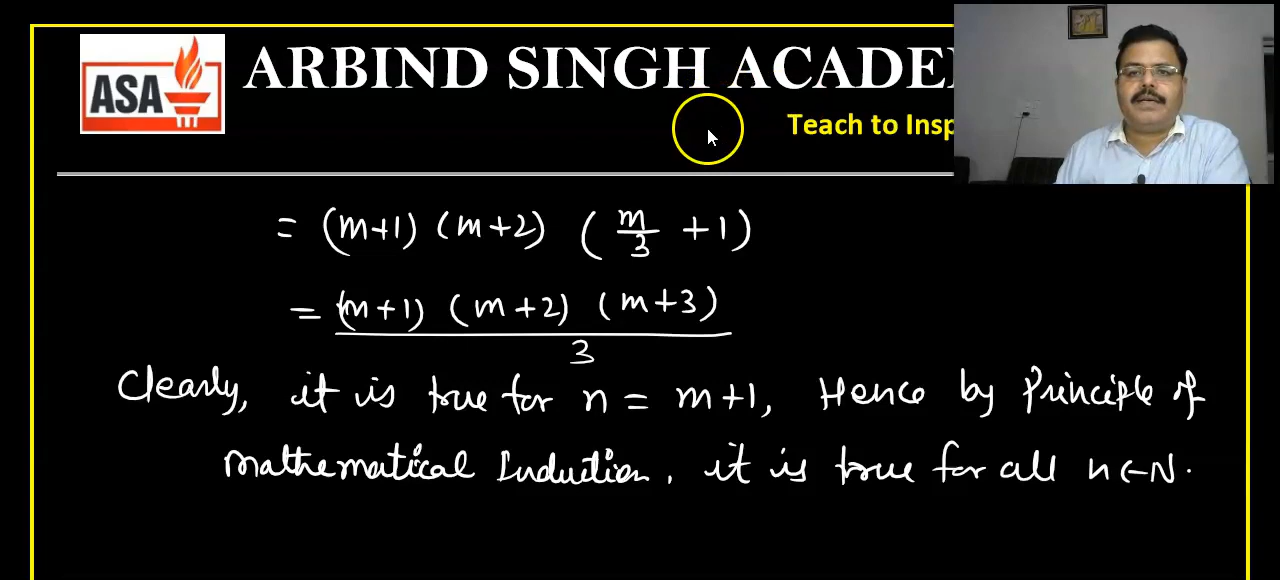 ASA
ARBIND SINGH ACADE
Teach to Insp
= (m+1) (m+2) (m/3 +1)
= (m+1) (m+2) (m+3) / 3
Clearly, it is true for n = m+1, Hence by Principle of
mathematical Induction, it is true for all n∈N.